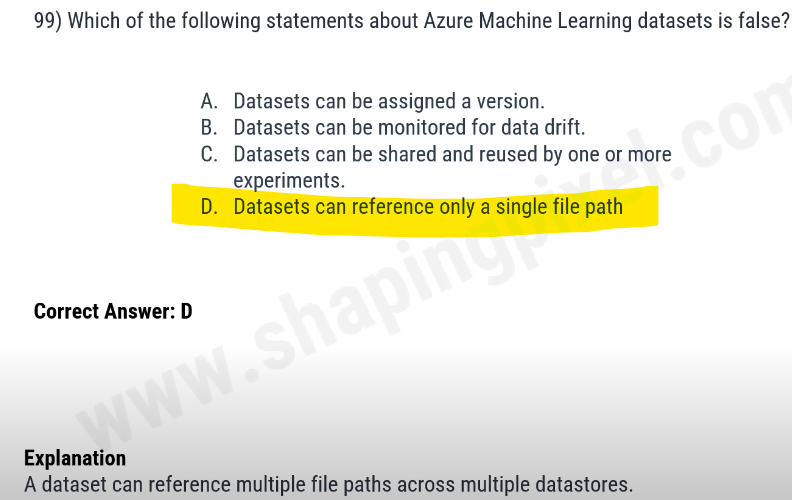 99) Which of the following statements about Azure Machine Learning datasets is false?
A. Datasets can be assigned a version.
B. Datasets can be monitored for data drift.
C. Datasets can be shared and reused by one or more
experiments.
D. Datasets can reference only a single file path
www.shapingpixel.com
Correct Answer: D
Explanation
A dataset can reference multiple file paths across multiple datastores.